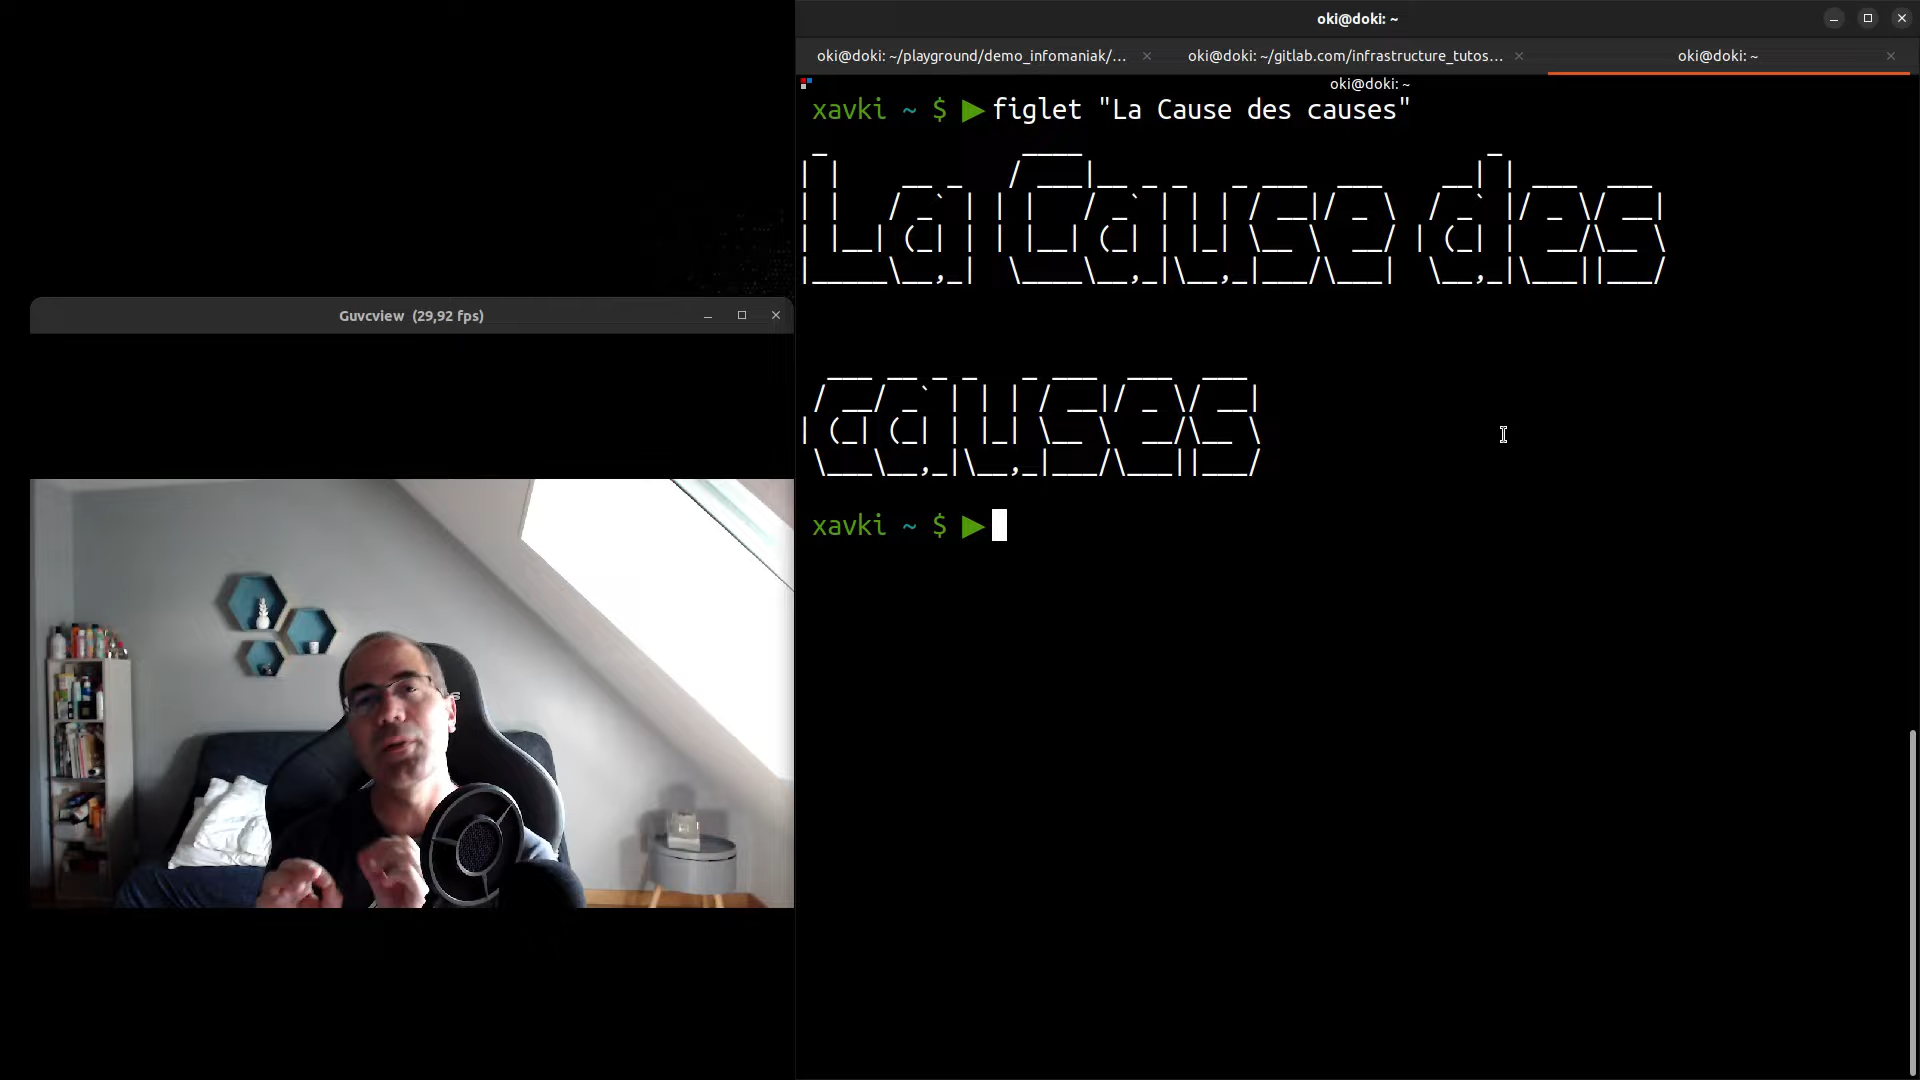 oki@doki: ~
oki@doki: ~/playground/demo_infomaniak/...
oki@doki: ~/gitlab.com/infrastructure_tutos...
oki@doki: ~
oki@doki: ~
xavki ~ $ ▶ figlet "La Cause des causes"
La Cause des
causes
xavki ~ $ ▶
Guvcview (29,92 fps)